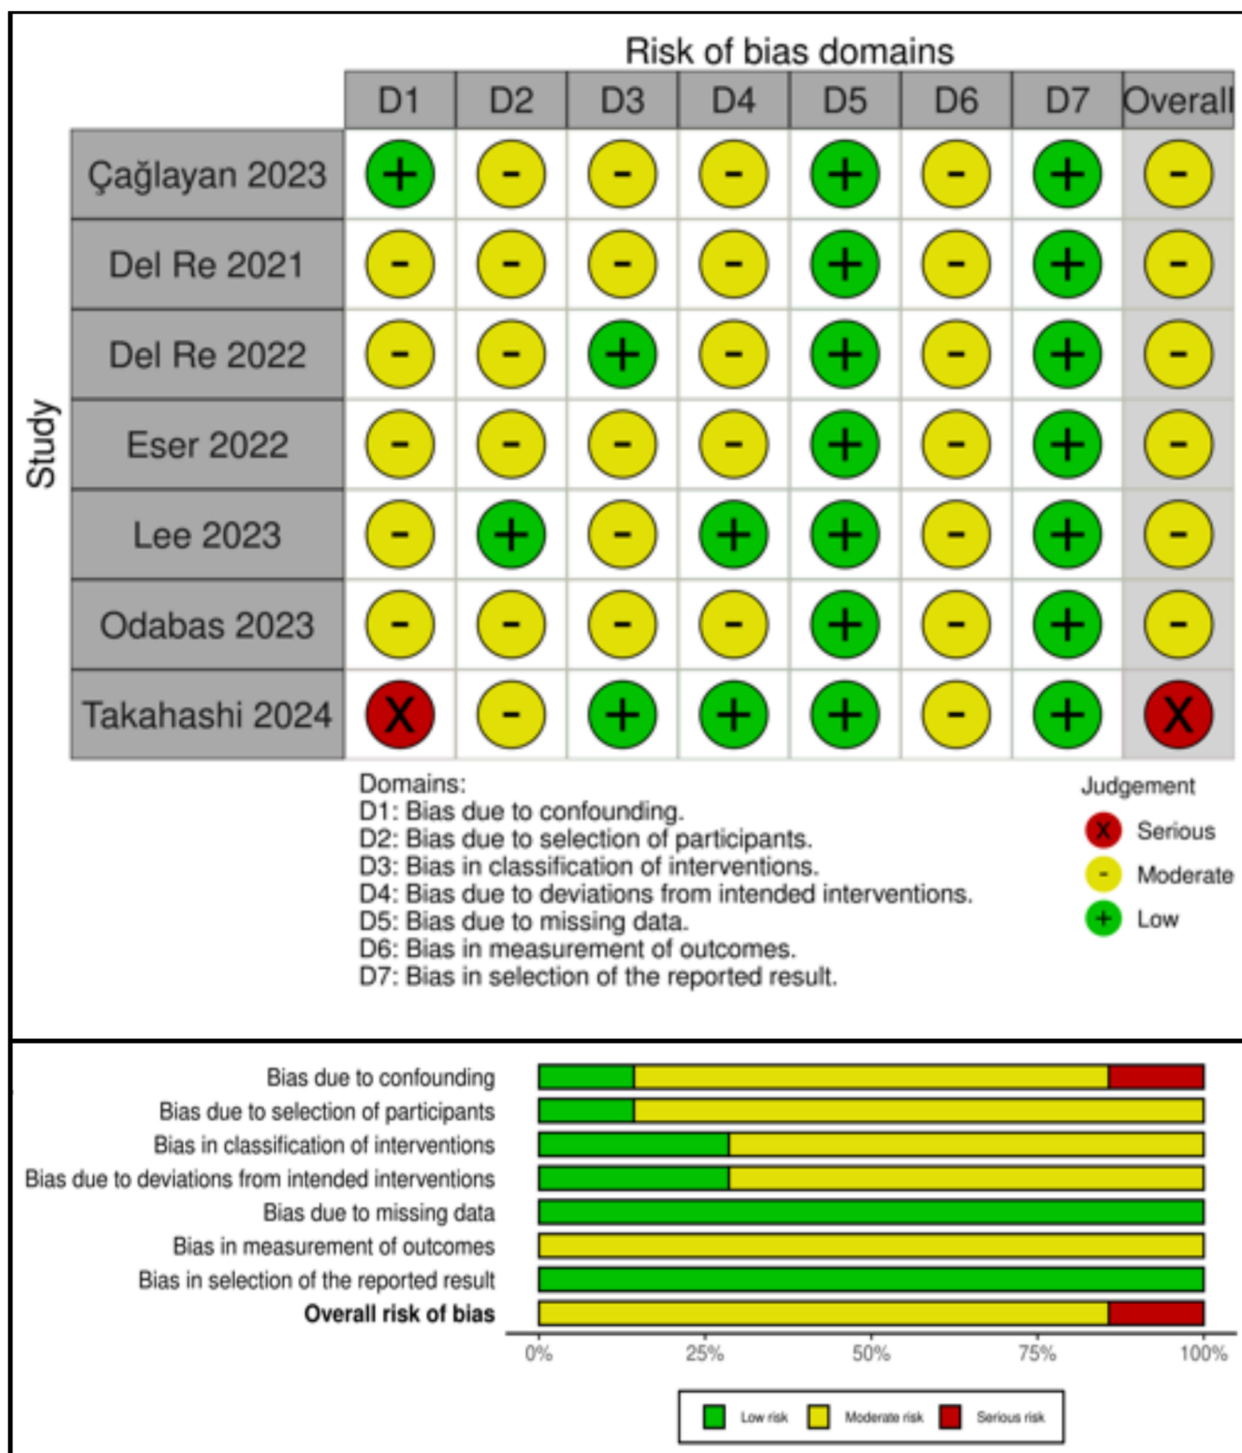 Risk of bias domains
D1 D2 D3 D4 D5 D6 D7 Overall
Study
Çağlayan 2023 + - - - + - + -
Del Re 2021 - - - - + - + -
Del Re 2022 - - + - + - + -
Eser 2022 - - - - + - + -
Lee 2023 - + - + + - + -
Odabas 2023 - - - - + - + -
Takahashi 2024 X - + + + - + X
Domains:
D1: Bias due to confounding.
D2: Bias due to selection of participants.
D3: Bias in classification of interventions.
D4: Bias due to deviations from intended interventions.
D5: Bias due to missing data.
D6: Bias in measurement of outcomes.
D7: Bias in selection of the reported result.
Judgement
X Serious
- Moderate
+ Low
Bias due to confounding
Bias due to selection of participants
Bias in classification of interventions
Bias due to deviations from intended interventions
Bias due to missing data
Bias in measurement of outcomes
Bias in selection of the reported result
Overall risk of bias
0% 25% 50% 75% 100%
Low risk Moderate risk Serious risk